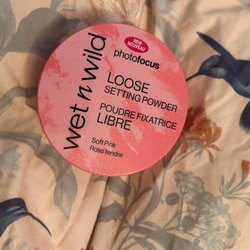 NEW
NOUVEAU
photofocus
wet n wild
LOOSE
SETTING POWDER
POUDRE FIXATRICE
LIBRE
Soft Pink
Rose tendre